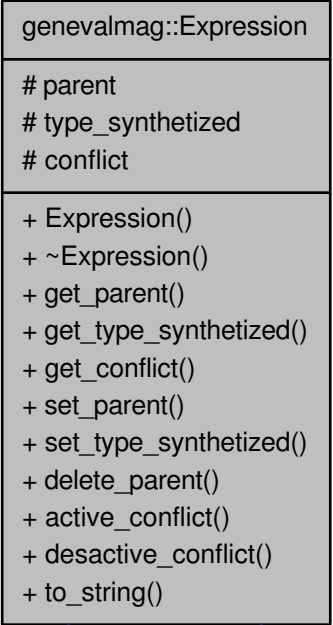 genevalmag::Expression
# parent
# type_synthetized
# conflict
+ Expression()
+ ~Expression()
+ get_parent()
+ get_type_synthetized()
+ get_conflict()
+ set_parent()
+ set_type_synthetized()
+ delete_parent()
+ active_conflict()
+ desactive_conflict()
+ to_string()